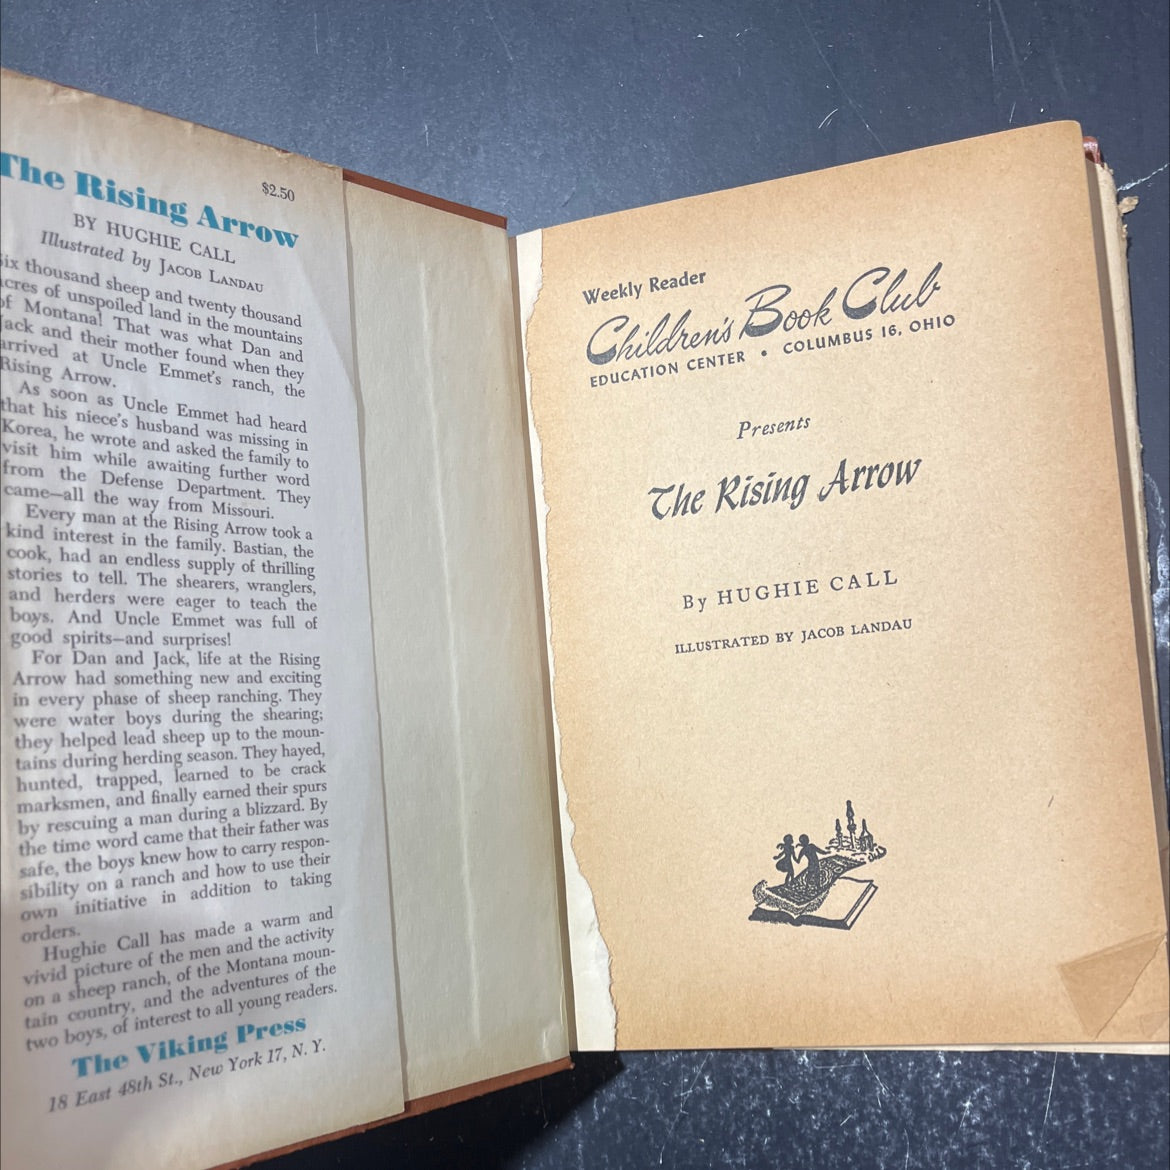 The Rising Arrow
$2.50
BY HUGHIE CALL
Illustrated by JACOB LANDAU
Six thousand sheep and twenty thousand
acres of unspoiled land in the mountains
of Montana! That was what Dan and
Jack and their mother found when they
arrived at Uncle Emmet's ranch, the
Rising Arrow.
As soon as Uncle Emmet had heard
that his niece's husband was missing in
Korea, he wrote and asked the family to
visit him while awaiting further word
from the Defense Department. They
came—all the way from Missouri.
Every man at the Rising Arrow took a
kind interest in the family. Bastian, the
cook, had an endless supply of thrilling
stories to tell. The shearers, wranglers,
and herders were eager to teach the
boys. And Uncle Emmet was full of
good spirits—and surprises!
For Dan and Jack, life at the Rising
Arrow had something new and exciting
in every phase of sheep ranching. They
were water boys during the shearing;
they helped lead sheep up to the moun-
tains during herding season. They hayed,
hunted, trapped, learned to be crack
marksmen, and finally earned their spurs
by rescuing a man during a blizzard. By
the time word came that their father was
safe, the boys knew how to carry respon-
sibility on a ranch and how to use their
own initiative in addition to taking
orders.
Hughie Call has made a warm and
vivid picture of the men and the activity
on a sheep ranch, of the Montana moun-
tain country, and the adventures of the
two boys, of interest to all young readers.
The Viking Press
18 East 48th St., New York 17, N. Y.
Weekly Reader
Children's Book Club
EDUCATION CENTER • COLUMBUS 16, OHIO
Presents
The Rising Arrow
By HUGHIE CALL
ILLUSTRATED BY JACOB LANDAU